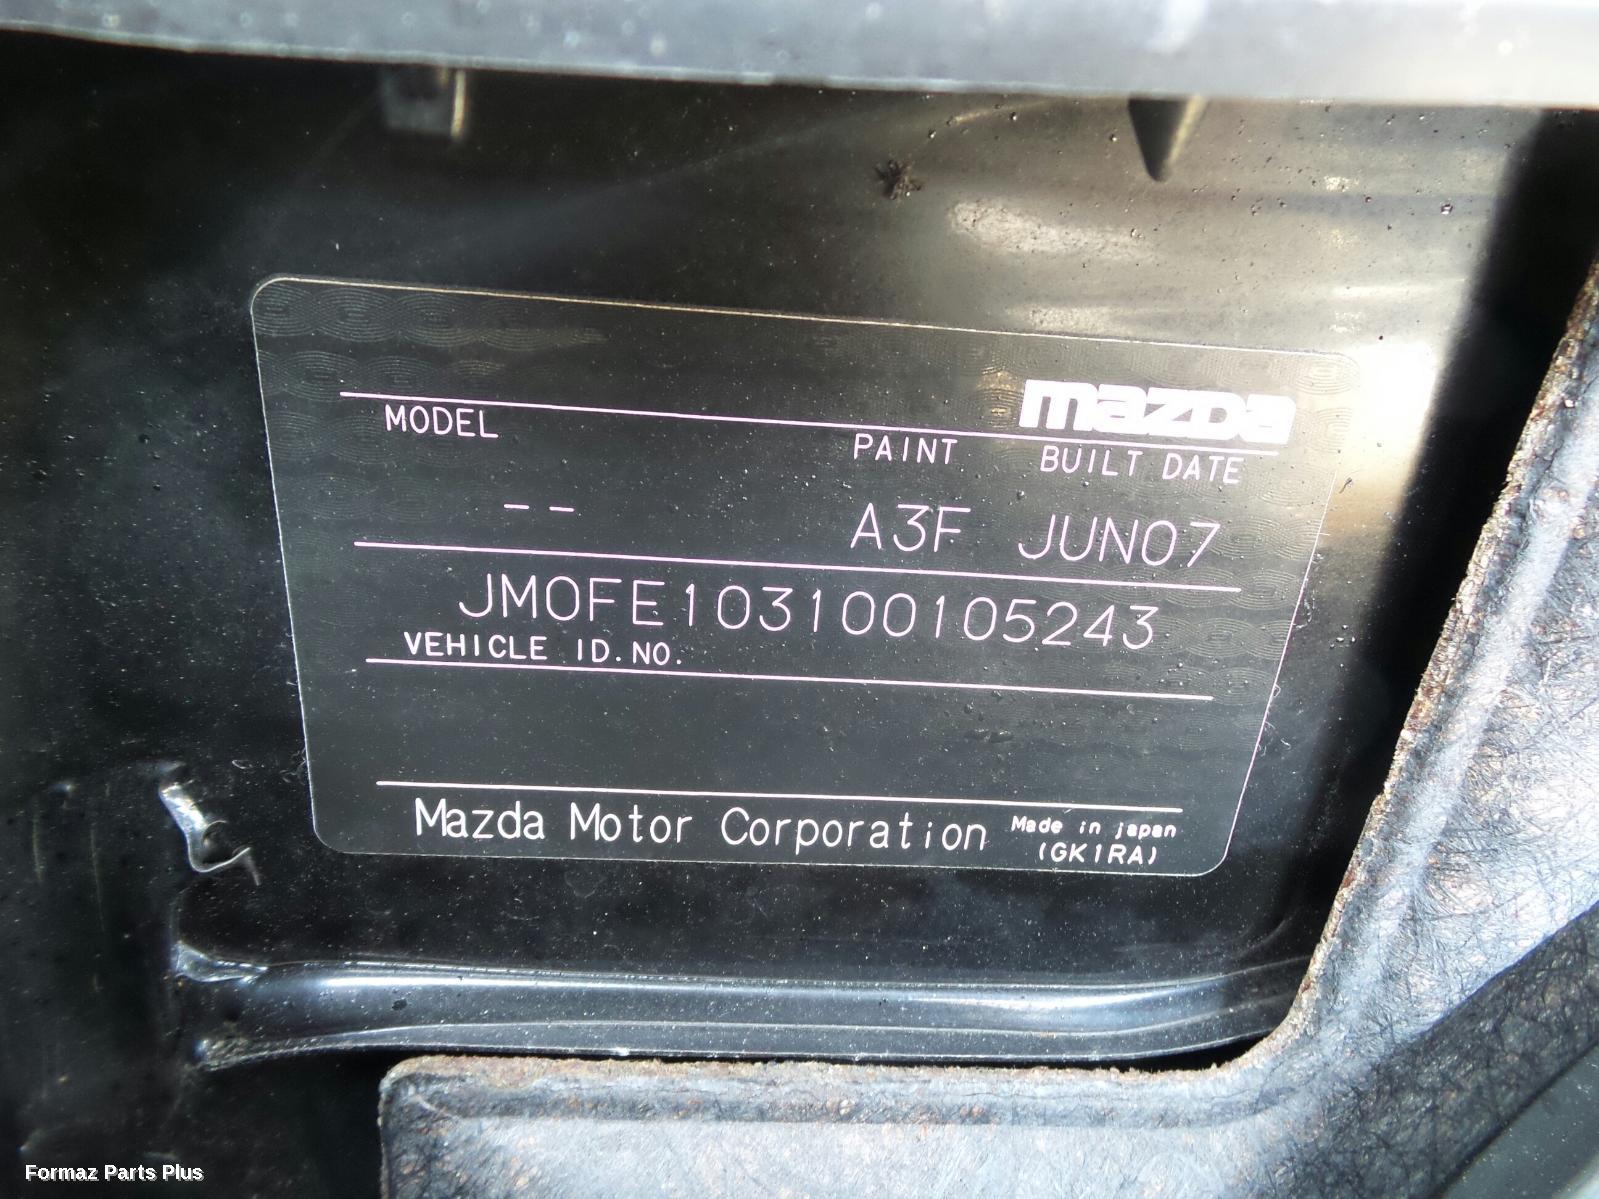 mazda
MODEL PAINT BUILT DATE
-- A3F JUN07
JM0FE103100105243
VEHICLE ID. NO.
Mazda Motor Corporation Made in japan
(GK1RA)
Formaz Parts Plus